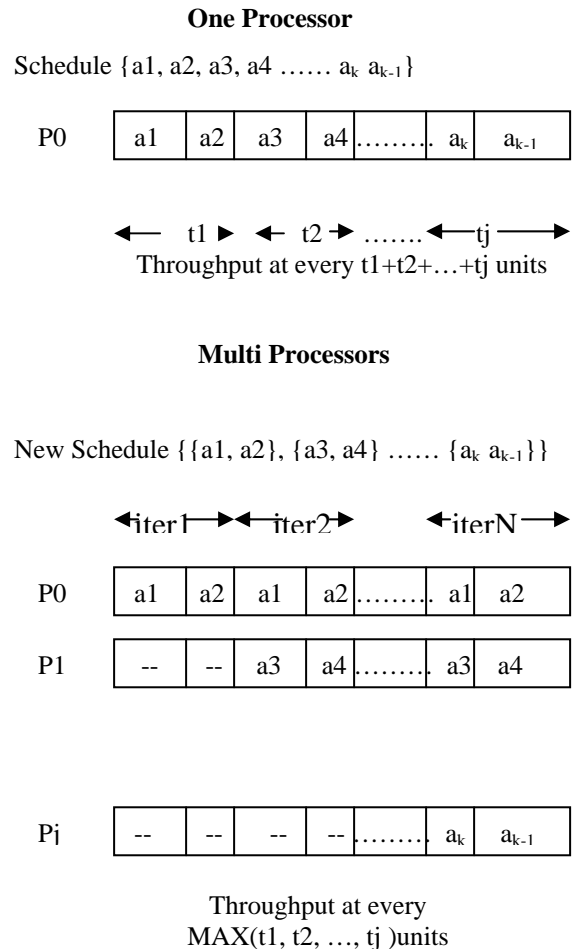 One Processor
Schedule {a1, a2, a3, a4 …… aₖ aₖ₋₁}
P0 a1 a2 a3 a4 ……… aₖ aₖ₋₁
t1 t2 ……. tj
Throughput at every t1+t2+…+tj units
Multi Processors
New Schedule {{a1, a2}, {a3, a4} …… {aₖ aₖ₋₁}}
iter1 iter2 iterN
P0 a1 a2 a1 a2 ……… a1 a2
P1 -- -- a3 a4 ……… a3 a4
Pj -- -- -- -- ……… aₖ aₖ₋₁
Throughput at every
MAX(t1, t2, …, tj )units